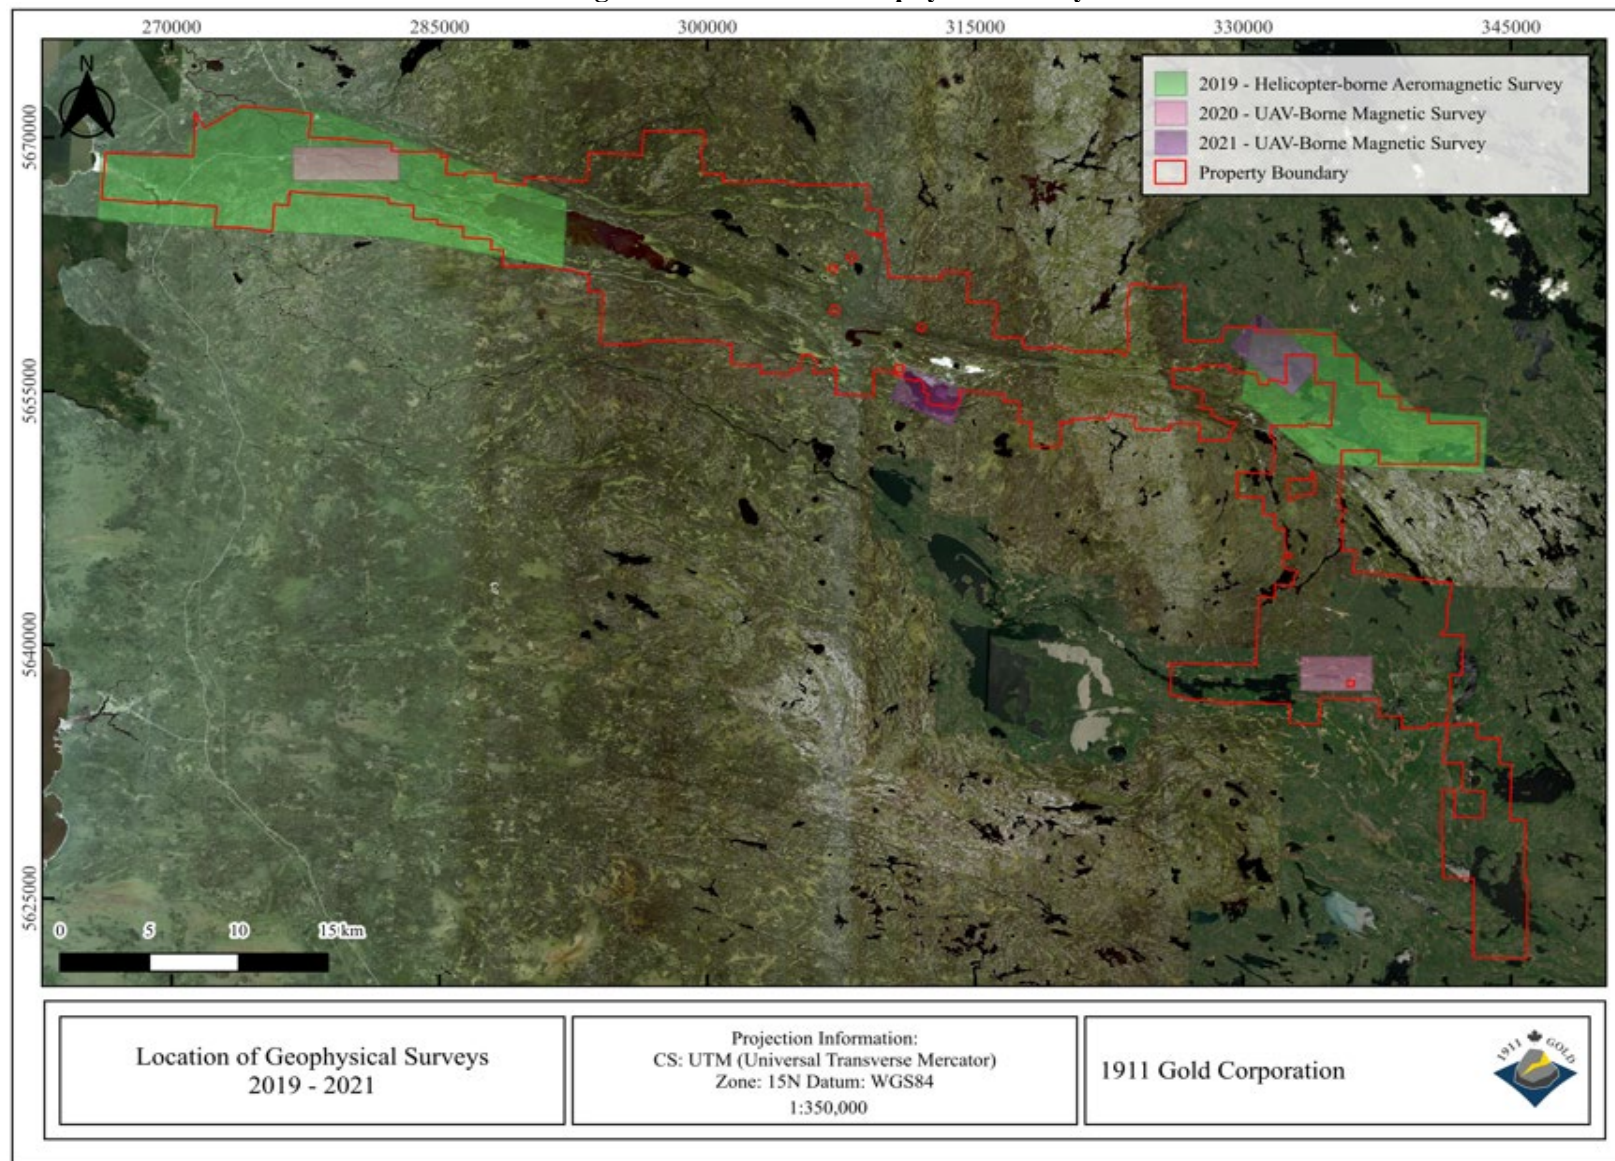 270000 285000 300000 315000 330000 345000
N
2019 - Helicopter-borne Aeromagnetic Survey
2020 - UAV-Borne Magnetic Survey
2021 - UAV-Borne Magnetic Survey
Property Boundary
5670000
5655000
5640000
5625000
0 5 10 15 km
Location of Geophysical Surveys
2019 - 2021
Projection Information:
CS: UTM (Universal Transverse Mercator)
Zone: 15N Datum: WGS84
1:350,000
1911 Gold Corporation
1911 GOLD